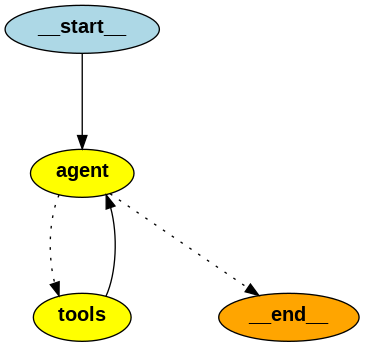 __start__
agent
tools
__end__